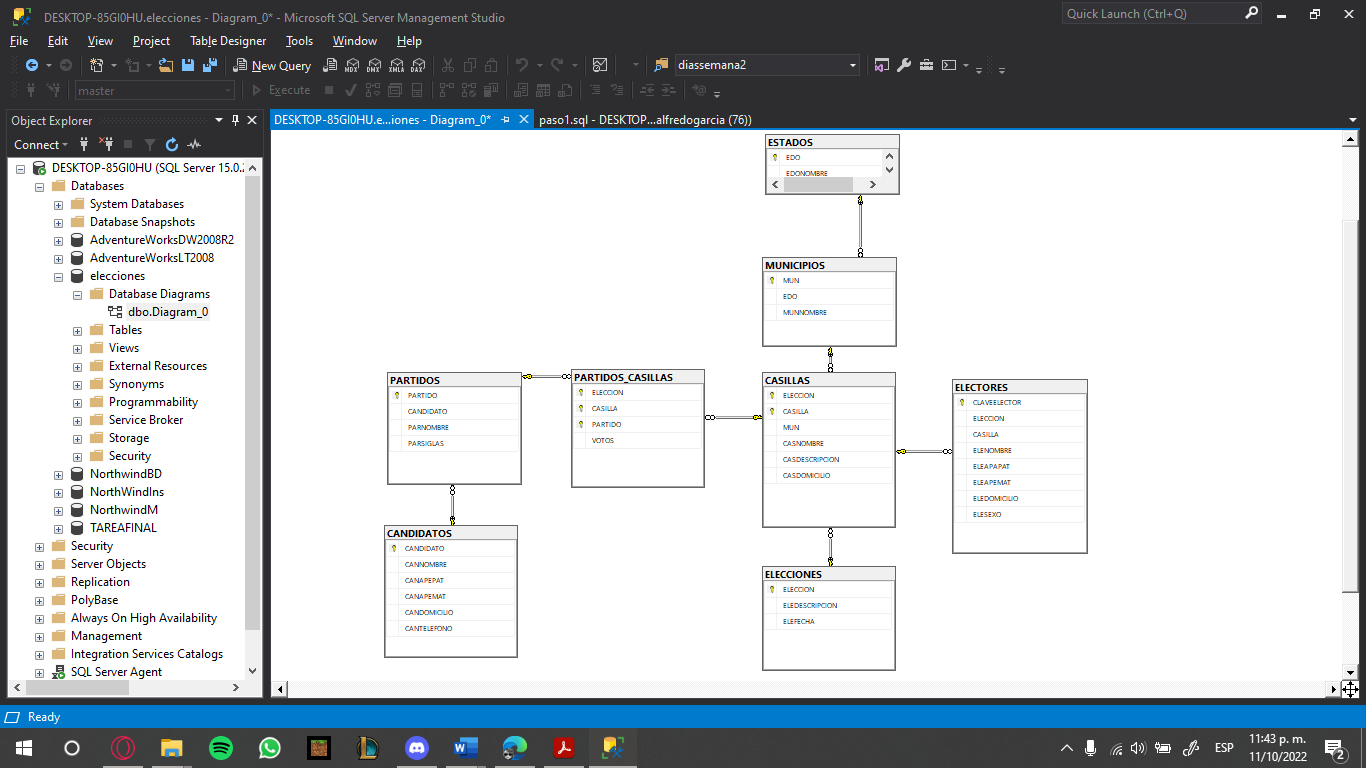 DESKTOP-85GI0HU.elecciones - Diagram_0* - Microsoft SQL Server Management Studio
Quick Launch (Ctrl+Q)
File Edit View Project Table Designer Tools Window Help
New Query MDX DMX XMLA DAX diassemana2
master Execute
Object Explorer
DESKTOP-85GI0HU.e...iones - Diagram_0*
paso1.sql - DESKTOP...alfredogarcia (76))
Connect
DESKTOP-85GI0HU (SQL Server 15.0.
Databases
System Databases
Database Snapshots
AdventureWorksDW2008R2
AdventureWorksLT2008
elecciones
Database Diagrams
dbo.Diagram_0
Tables
Views
External Resources
Synonyms
Programmability
Service Broker
Storage
Security
NorthwindBD
NorthWindIns
NorthwindM
TAREAFINAL
Security
Server Objects
Replication
PolyBase
Always On High Availability
Management
Integration Services Catalogs
SQL Server Agent
ESTADOS
EDO
EDONOMBRE
MUNICIPIOS
MUN
EDO
MUNNOMBRE
PARTIDOS
PARTIDO
CANDIDATO
PARNOMBRE
PARSIGLAS
PARTIDOS_CASILLAS
ELECCION
CASILLA
PARTIDO
VOTOS
CASILLAS
ELECCION
CASILLA
MUN
CASNOMBRE
CASDESCRIPCION
CASDOMICILIO
ELECTORES
CLAVEELECTOR
ELECCION
CASILLA
ELENOMBRE
ELEAPAPAT
ELEAPEMAT
ELEDOMICILIO
ELESEXO
CANDIDATOS
CANDIDATO
CANNOMBRE
CANAPEPAT
CANAPEMAT
CANDOMICILIO
CANTELEFONO
ELECCIONES
ELECCION
ELEDESCRIPCION
ELEFECHA
Ready
ESP
11:43 p. m.
11/10/2022
2